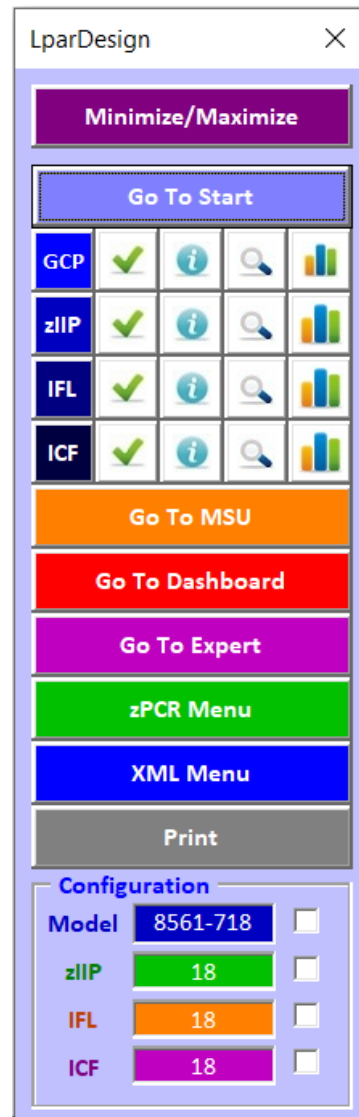 LparDesign
Minimize/Maximize
Go To Start
GCP
zIIP
IFL
ICF
Go To MSU
Go To Dashboard
Go To Expert
zPCR Menu
XML Menu
Print
Configuration
Model 8561-718
zIIP 18
IFL 18
ICF 18